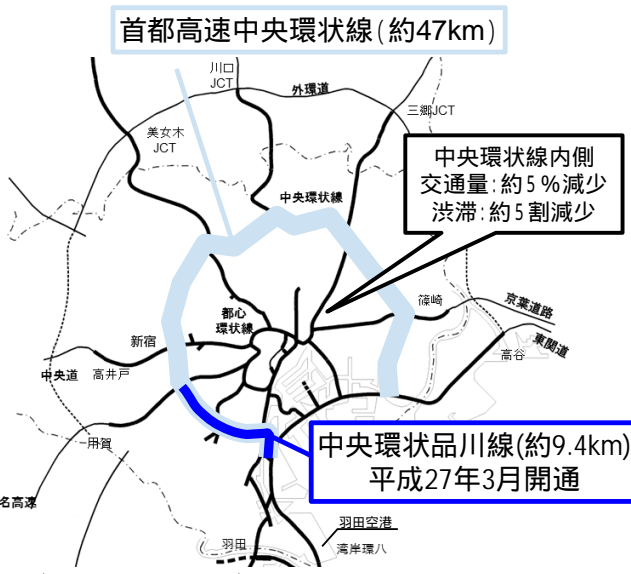 首都高速中央環状線(約47km)
川口
JCT
外環道
三郷JCT
美女木
JCT
中央環状線内側
交通量:約5%減少
渋滞:約5割減少
中央環状線
篠崎
京葉道路
都心
環状線
東関道
新宿
高谷
中央道
高井戸
用賀
中央環状品川線(約9.4km)
平成27年3月開通
名高速
羽田空港
羽田
湾岸環八